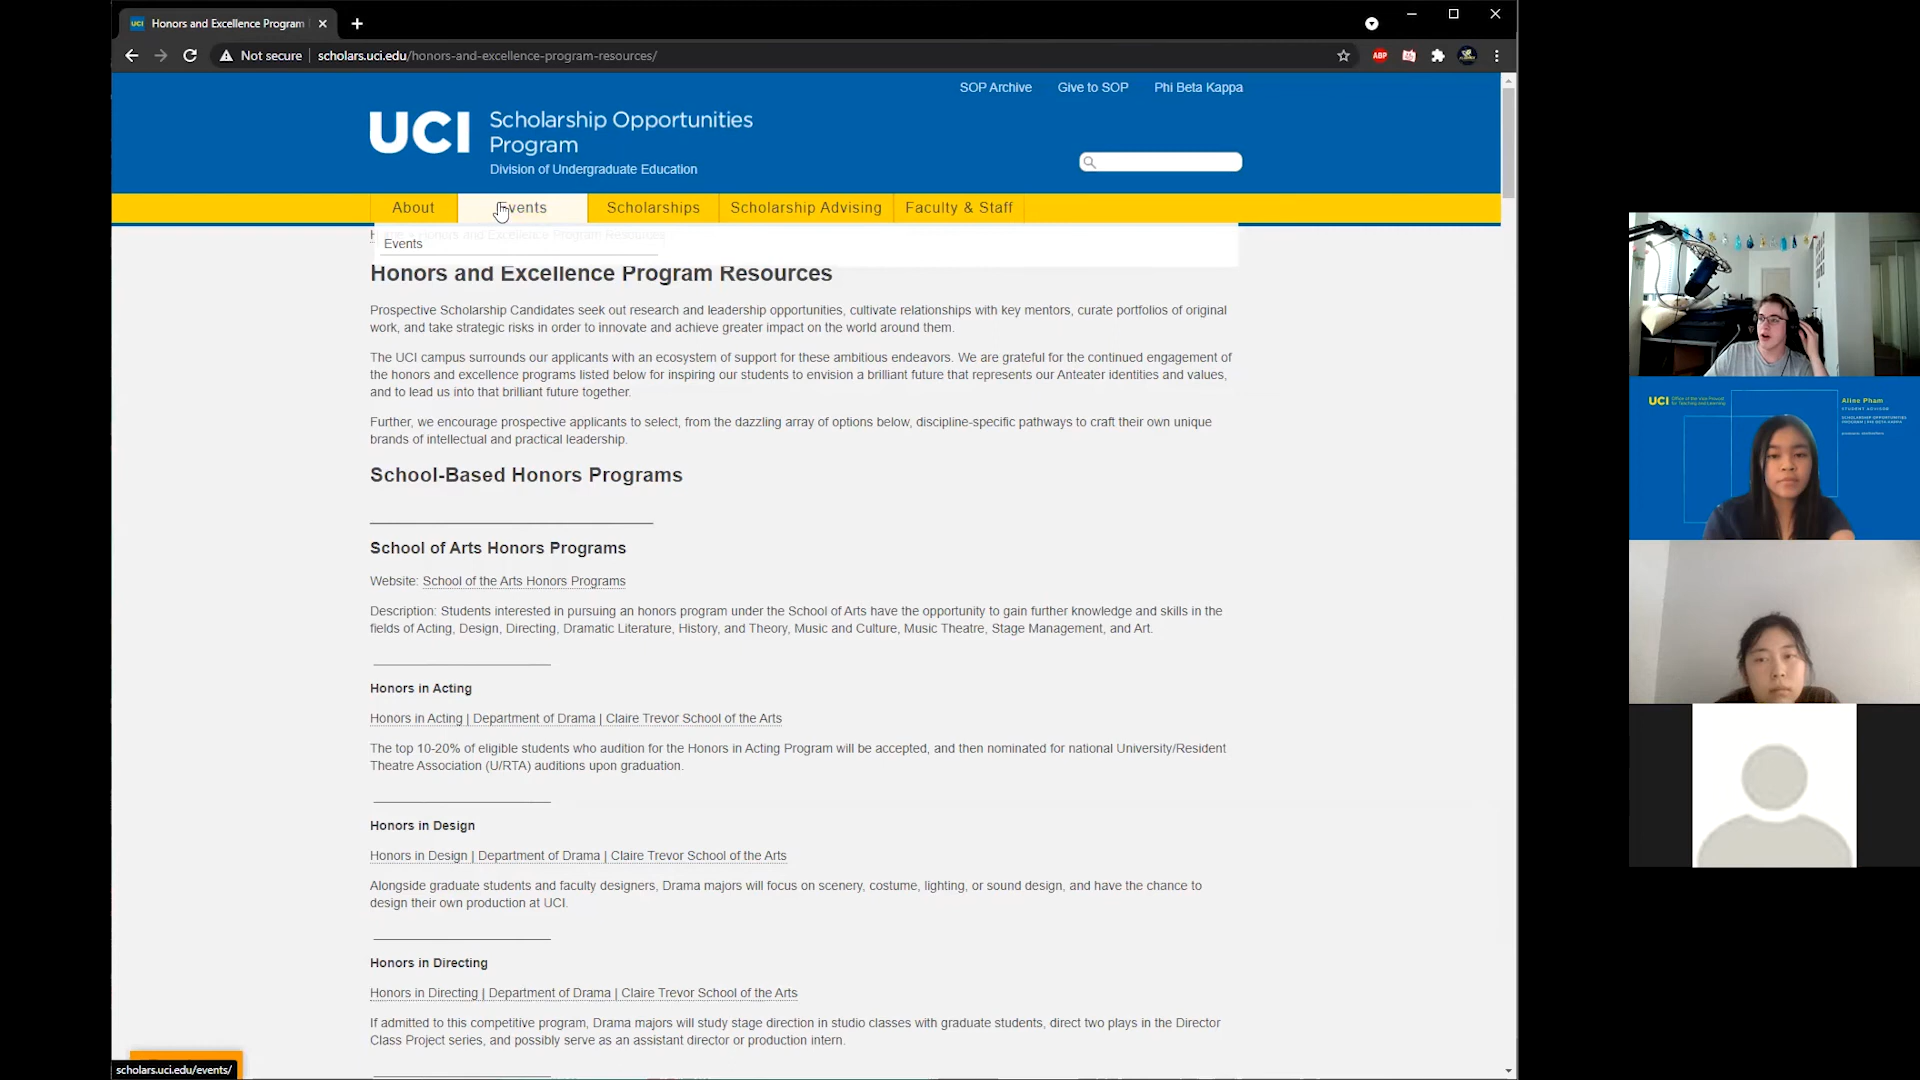 Honors and Excellence Program
Not secure
scholars.uci.edu/honors-and-excellence-program-resources/
ABP
SOP Archive
Give to SOP
Phi Beta Kappa
UCI
Scholarship Opportunities
Program
Division of Undergraduate Education
About
Events
Scholarships
Scholarship Advising
Faculty & Staff
Honors and Excellence Program Resources
Events
Honors and Excellence Program Resources
Prospective Scholarship Candidates seek out research and leadership opportunities, cultivate relationships with key mentors, curate portfolios of original
work, and take strategic risks in order to innovate and achieve greater impact on the world around them.
The UCI campus surrounds our applicants with an ecosystem of support for these ambitious endeavors. We are grateful for the continued engagement of
the honors and excellence programs listed below for inspiring our students to envision a brilliant future that represents our Anteater identities and values,
and to lead us into that brilliant future together.
Further, we encourage prospective applicants to select, from the dazzling array of options below, discipline-specific pathways to craft their own unique
brands of intellectual and practical leadership.
School-Based Honors Programs
School of Arts Honors Programs
Website: School of the Arts Honors Programs
Description: Students interested in pursuing an honors program under the School of Arts have the opportunity to gain further knowledge and skills in the
fields of Acting, Design, Directing, Dramatic Literature, History, and Theory, Music and Culture, Music Theatre, Stage Management, and Art.
Honors in Acting
Honors in Acting | Department of Drama | Claire Trevor School of the Arts
The top 10-20% of eligible students who audition for the Honors in Acting Program will be accepted, and then nominated for national University/Resident
Theatre Association (U/RTA) auditions upon graduation.
Honors in Design
Honors in Design | Department of Drama | Claire Trevor School of the Arts
Alongside graduate students and faculty designers, Drama majors will focus on scenery, costume, lighting, or sound design, and have the chance to
design their own production at UCI.
Honors in Directing
Honors in Directing | Department of Drama | Claire Trevor School of the Arts
If admitted to this competitive program, Drama majors will study stage direction in studio classes with graduate students, direct two plays in the Director
Class Project series, and possibly serve as an assistant director or production intern.
scholars.uci.edu/events/
UCI Office of the Vice Provost
for Teaching and Learning
Aline Pham
STUDENT ADVISOR
SCHOLARSHIP OPPORTUNITIES
PROGRAM | PHI BETA KAPPA